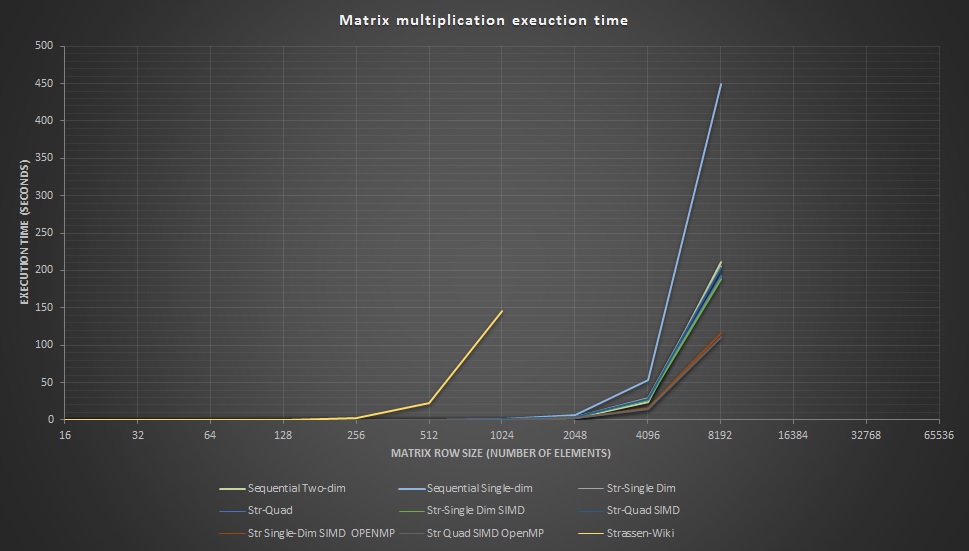 Matrix multiplication exeuction time
EXECUTION TIME (SECONDS)
500
450
400
350
300
250
200
150
100
50
0
16 32 64 128 256 512 1024 2048 4096 8192 16384 32768 65536
MATRIX ROW SIZE (NUMBER OF ELEMENTS)
Sequential Two-dim Sequential Single-dim Str-Single Dim
Str-Quad Str-Single Dim SIMD Str-Quad SIMD
Str Single-Dim SIMD OPENMP Str Quad SIMD OpenMP Strassen-Wiki